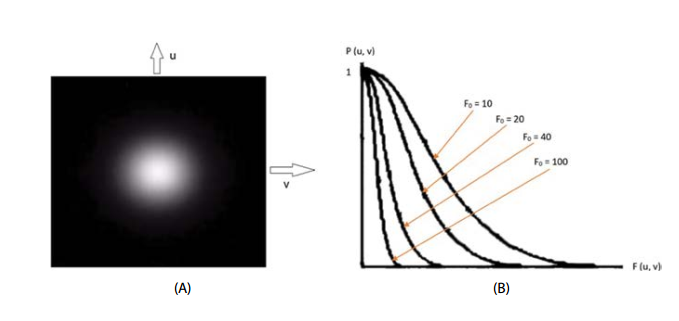 u
v
(A)
P (u, v)
1
F₀ = 10
F₀ = 20
F₀ = 40
F₀ = 100
F (u, v)
(B)